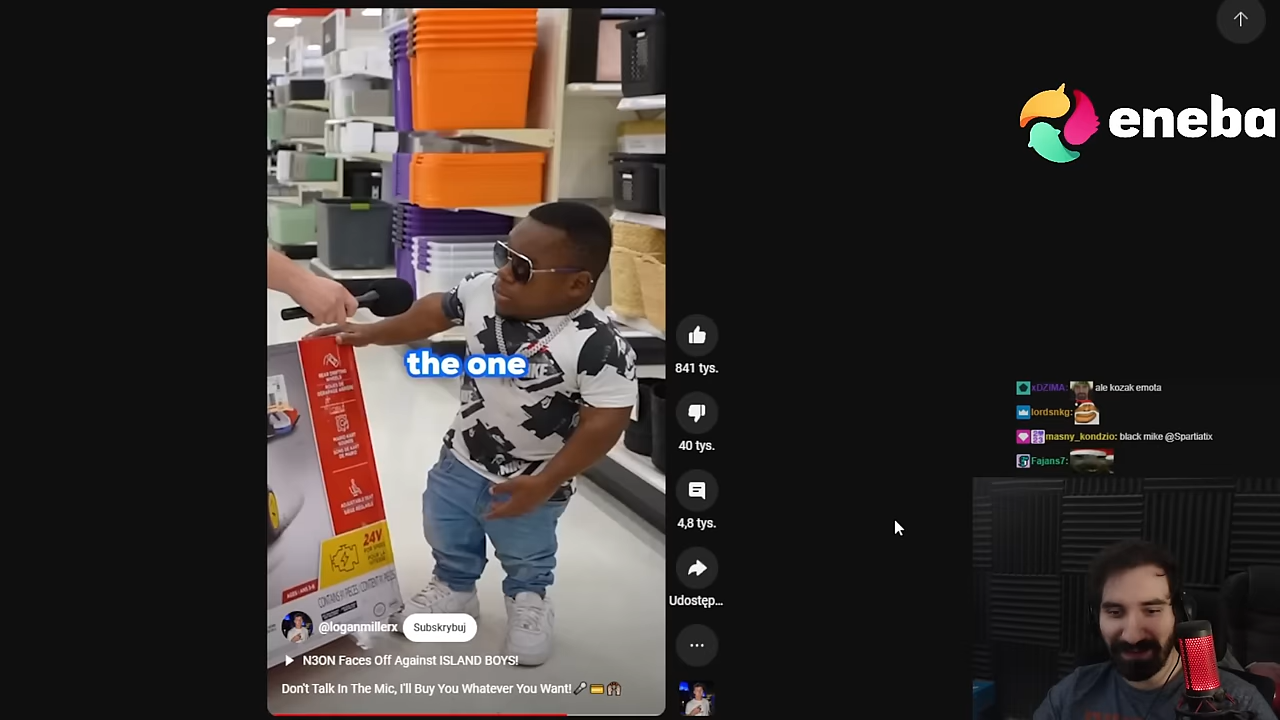 eneba
the one
NIKE
24V
841 tys.
40 tys.
4,8 tys.
Udostęp...
xDZIMA: ale kozak emota
lordsnkg:
masny_kondzio: black mike @Spartiatix
Fajans7:
@loganmillerx Subskrybuj
N3ON Faces Off Against ISLAND BOYS!
Don't Talk In The Mic, I'll Buy You Whatever You Want!